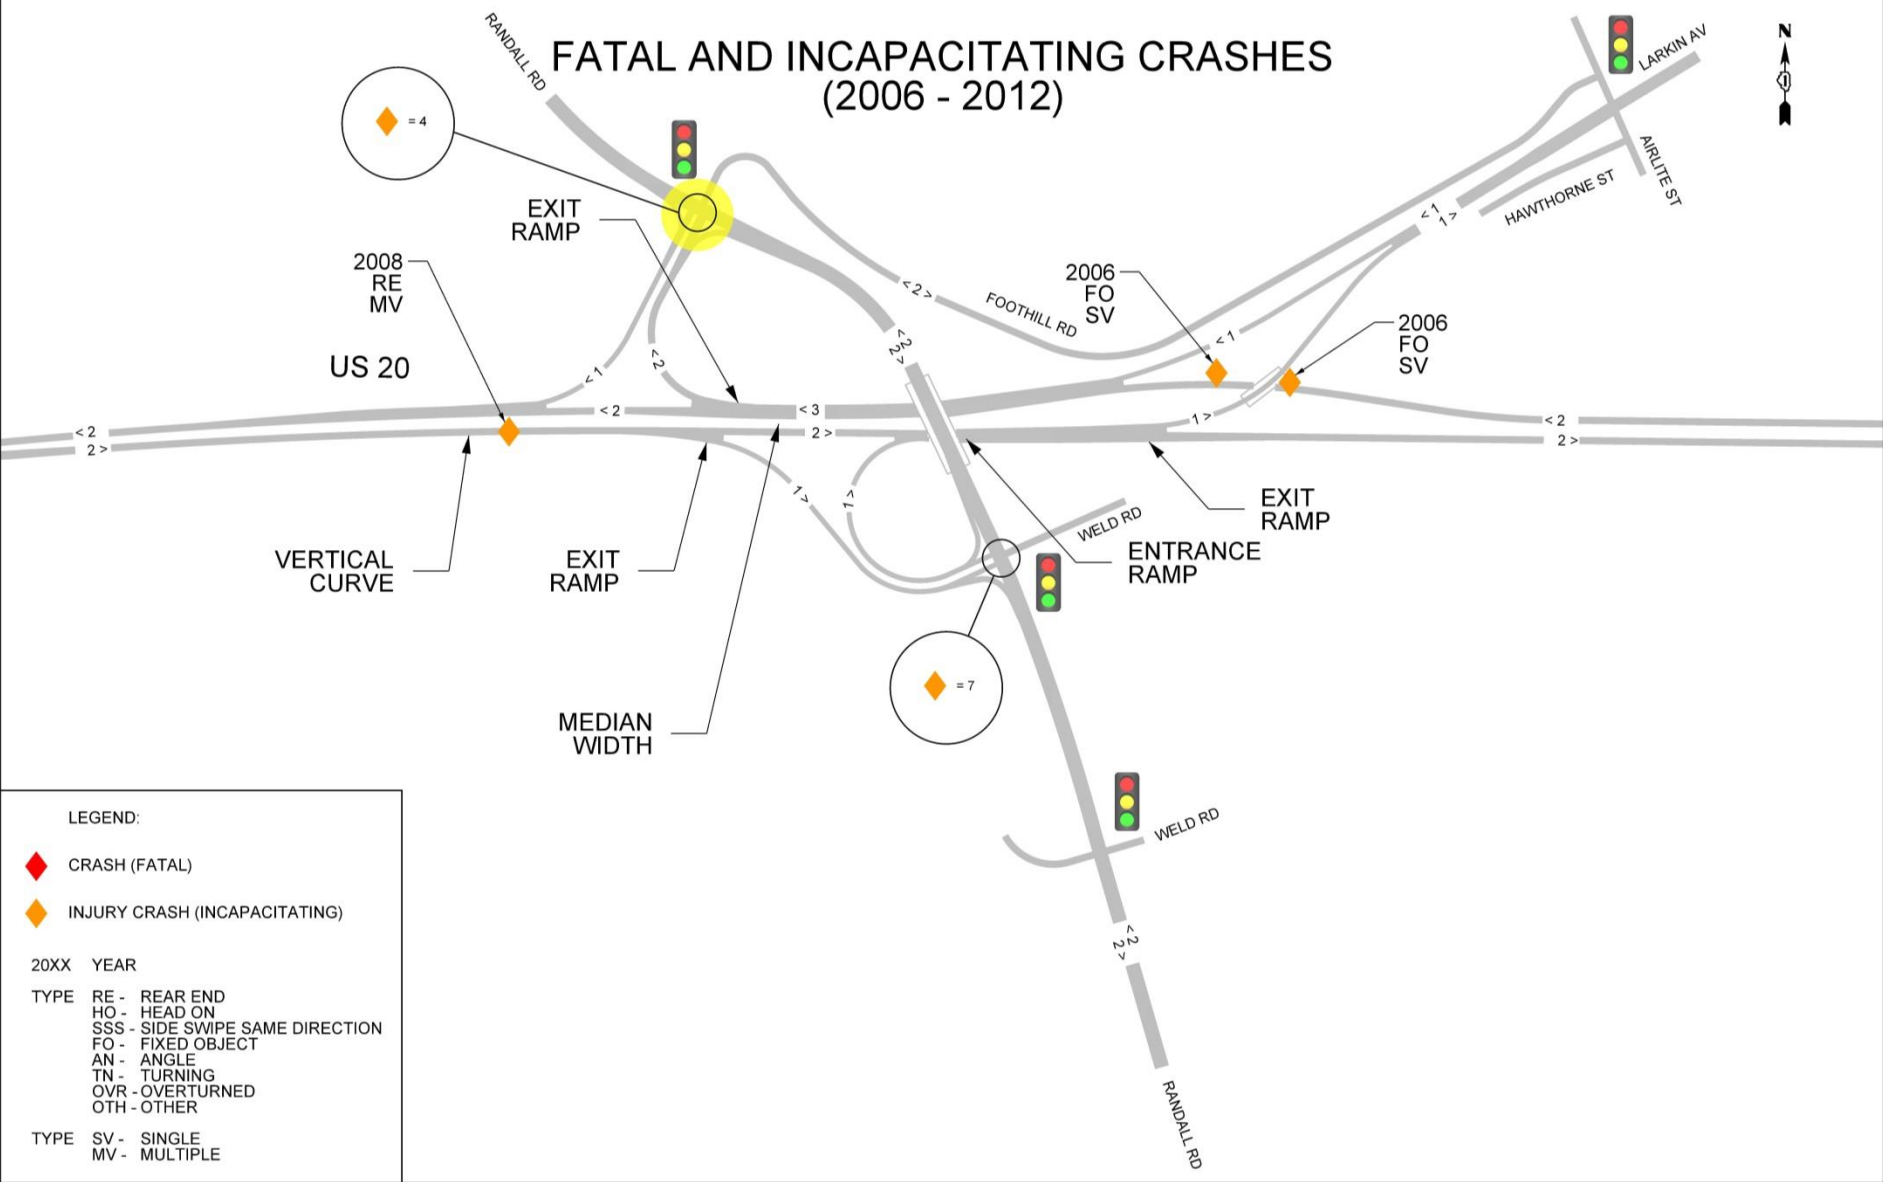 FATAL AND INCAPACITATING CRASHES
(2006 - 2012)
N
RANDALL RD
LARKIN AV
AIRLITE ST
HAWTHORNE ST
= 4
EXIT
RAMP
2008
RE
MV
US 20
2006
FO
SV
2006
FO
SV
FOOTHILL RD
< 2 >
< 1
1 >
< 1
< 2
2 >
< 1
< 2
< 2
< 3
2 >
1 >
< 2
2 >
< 2
2 >
1 >
1 >
WELD RD
VERTICAL
CURVE
EXIT
RAMP
ENTRANCE
RAMP
EXIT
RAMP
MEDIAN
WIDTH
= 7
WELD RD
< 2
2 >
RANDALL RD
LEGEND:
CRASH (FATAL)
INJURY CRASH (INCAPACITATING)
20XX YEAR
TYPE RE - REAR END
HO - HEAD ON
SSS - SIDE SWIPE SAME DIRECTION
FO - FIXED OBJECT
AN - ANGLE
TN - TURNING
OVR - OVERTURNED
OTH - OTHER
TYPE SV - SINGLE
MV - MULTIPLE